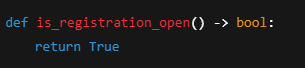 def is_registration_open() -> bool:
    return True